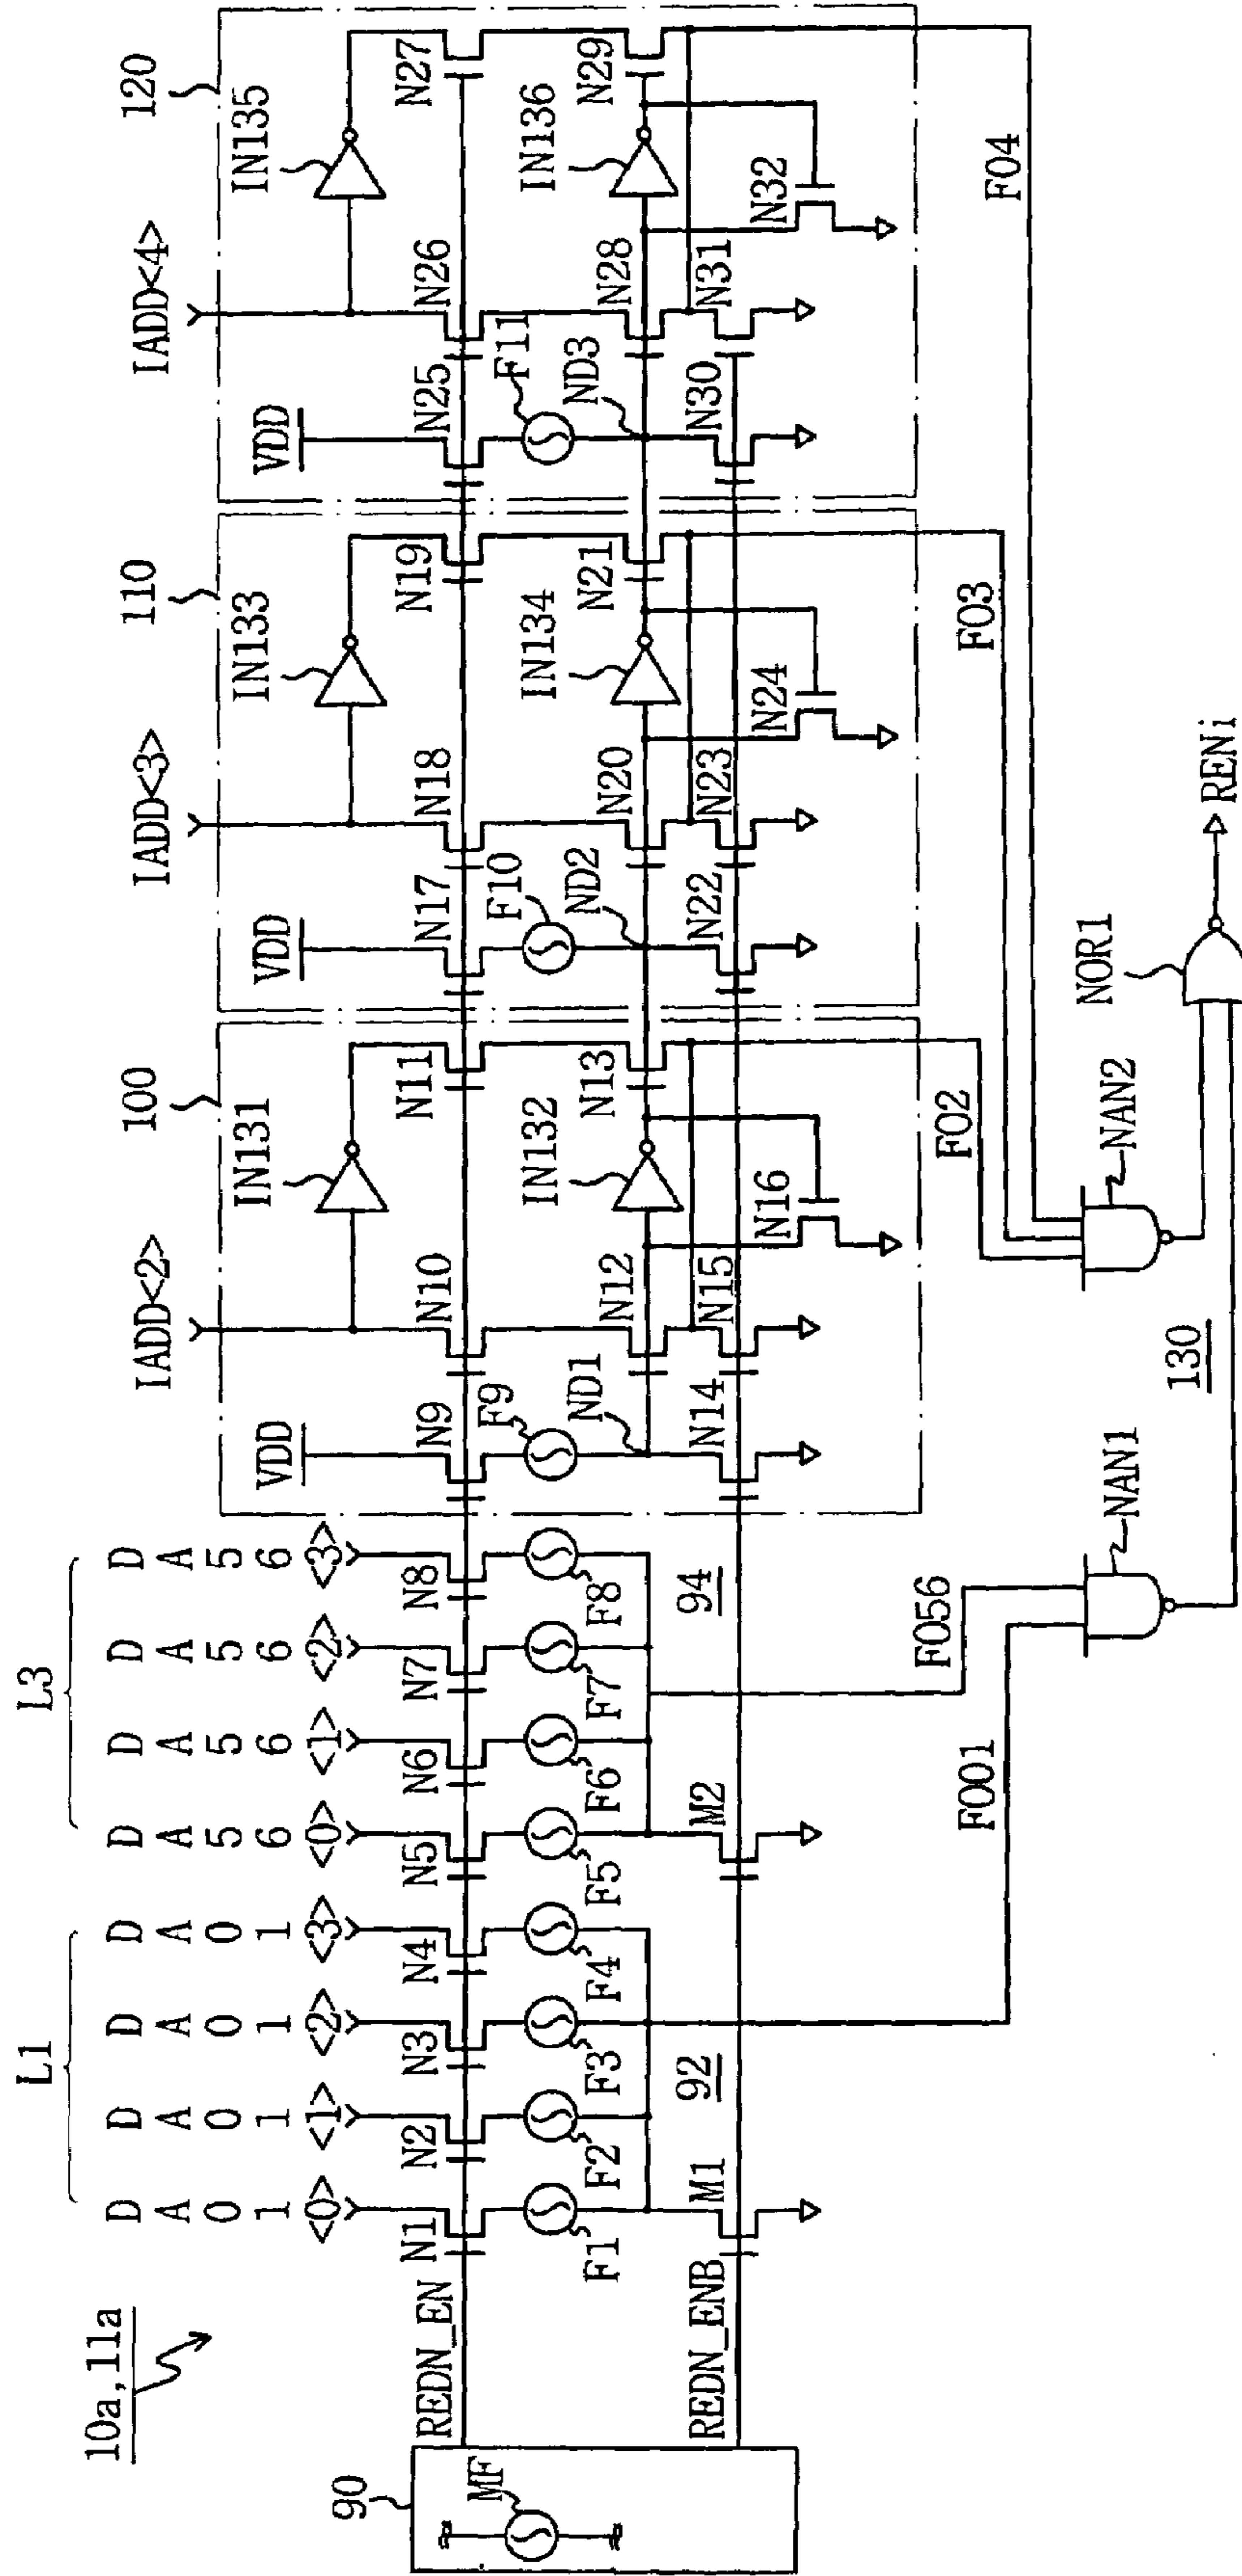 10a, 11a
L1
L3
DA01<0>
DA01<1>
DA01<2>
DA01<3>
DA56<0>
DA56<1>
DA56<2>
DA56<3>
IADD<2>
IADD<3>
IADD<4>
100
110
120
90
MF
REDN_EN
REDN_ENB
VDD
VDD
VDD
IN131
IN133
IN135
N1
N2
N3
N4
N5
N6
N7
N8
N9
N10
N11
N17
N18
N19
N25
N26
N27
F1
F2
F3
F4
F5
F6
F7
F8
F9
F10
F11
ND1
ND2
ND3
IN132
IN134
IN136
N12
N13
N20
N21
N28
N29
M1
92
M2
94
N14
N15
N16
N22
N23
N24
N30
N31
N32
F001
F056
F02
F03
F04
NAN1
130
NAN2
NOR1
RENi